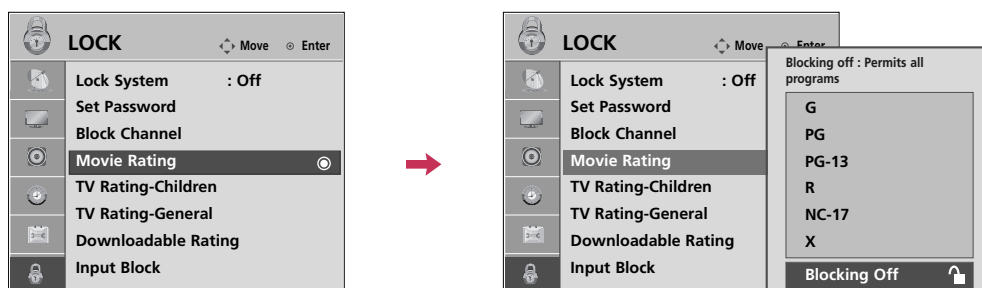 LOCK Move Enter
Lock System : Off
Set Password
Block Channel
Movie Rating
TV Rating-Children
TV Rating-General
Downloadable Rating
Input Block
LOCK Move Enter
Lock System : Off
Set Password
Block Channel
Movie Rating
TV Rating-Children
TV Rating-General
Downloadable Rating
Input Block
Blocking off : Permits all
programs
G
PG
PG-13
R
NC-17
X
Blocking Off